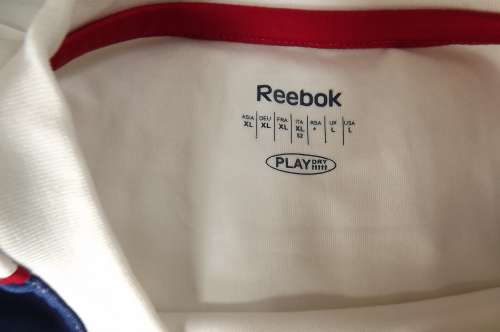 Reebok
ASIA DEU FRA ITA RSA UK USA
XL XL XL XL L L
52
PLAY DRY